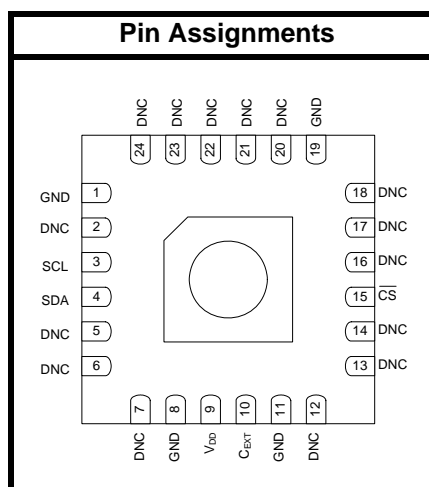 Pin Assignments
DNC DNC DNC DNC DNC GND
24 23 22 21 20 19
GND 1
18 DNC
DNC 2
17 DNC
SCL 3
16 DNC
SDA 4
15 CS
DNC 5
14 DNC
DNC 6
13 DNC
7 8 9 10 11 12
DNC GND VDD CEXT GND DNC